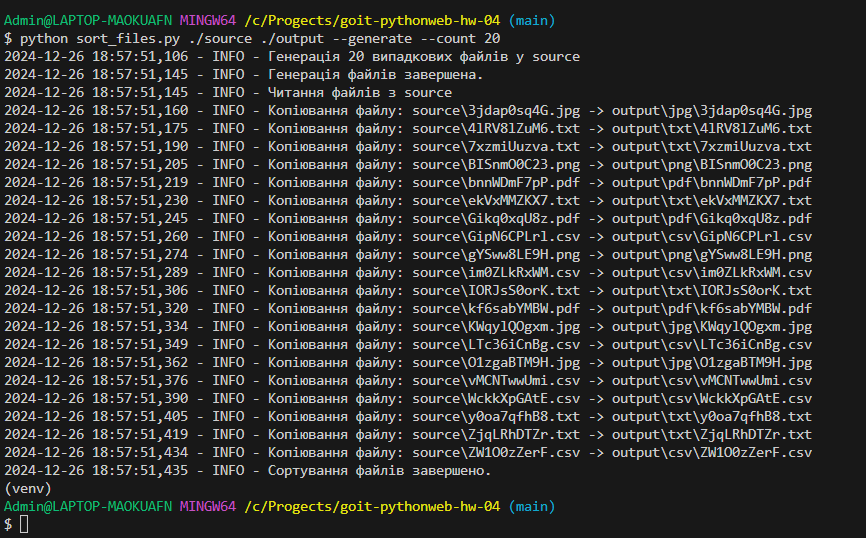 Admin@LAPTOP-MAOKUAFN MINGW64 /c/Progects/goit-pythonweb-hw-04 (main)
$ python sort_files.py ./source ./output --generate --count 20
2024-12-26 18:57:51,106 - INFO - Генерація 20 випадкових файлів у source
2024-12-26 18:57:51,145 - INFO - Генерація файлів завершена.
2024-12-26 18:57:51,145 - INFO - Читання файлів з source
2024-12-26 18:57:51,160 - INFO - Копіювання файлу: source\3jdap0sq4G.jpg -> output\jpg\3jdap0sq4G.jpg
2024-12-26 18:57:51,175 - INFO - Копіювання файлу: source\4lRV8lZuM6.txt -> output\txt\4lRV8lZuM6.txt
2024-12-26 18:57:51,190 - INFO - Копіювання файлу: source\7xzmiUuzva.txt -> output\txt\7xzmiUuzva.txt
2024-12-26 18:57:51,205 - INFO - Копіювання файлу: source\BISnmO0C23.png -> output\png\BISnmO0C23.png
2024-12-26 18:57:51,219 - INFO - Копіювання файлу: source\bnnWDmF7pP.pdf -> output\pdf\bnnWDmF7pP.pdf
2024-12-26 18:57:51,230 - INFO - Копіювання файлу: source\ekVxMMZKX7.txt -> output\txt\ekVxMMZKX7.txt
2024-12-26 18:57:51,245 - INFO - Копіювання файлу: source\Gikq0xqU8z.pdf -> output\pdf\Gikq0xqU8z.pdf
2024-12-26 18:57:51,260 - INFO - Копіювання файлу: source\GipN6CPLrl.csv -> output\csv\GipN6CPLrl.csv
2024-12-26 18:57:51,274 - INFO - Копіювання файлу: source\gYSww8LE9H.png -> output\png\gYSww8LE9H.png
2024-12-26 18:57:51,289 - INFO - Копіювання файлу: source\im0ZLkRxWM.csv -> output\csv\im0ZLkRxWM.csv
2024-12-26 18:57:51,306 - INFO - Копіювання файлу: source\IORJsS0orK.txt -> output\txt\IORJsS0orK.txt
2024-12-26 18:57:51,320 - INFO - Копіювання файлу: source\kf6sabYMBW.pdf -> output\pdf\kf6sabYMBW.pdf
2024-12-26 18:57:51,334 - INFO - Копіювання файлу: source\KWqylQOgxm.jpg -> output\jpg\KWqylQOgxm.jpg
2024-12-26 18:57:51,349 - INFO - Копіювання файлу: source\LTc36iCnBg.csv -> output\csv\LTc36iCnBg.csv
2024-12-26 18:57:51,362 - INFO - Копіювання файлу: source\O1zgaBTM9H.jpg -> output\jpg\O1zgaBTM9H.jpg
2024-12-26 18:57:51,376 - INFO - Копіювання файлу: source\vMCNTwwUmi.csv -> output\csv\vMCNTwwUmi.csv
2024-12-26 18:57:51,390 - INFO - Копіювання файлу: source\WckkXpGAtE.csv -> output\csv\WckkXpGAtE.csv
2024-12-26 18:57:51,405 - INFO - Копіювання файлу: source\y0oa7qfhB8.txt -> output\txt\y0oa7qfhB8.txt
2024-12-26 18:57:51,419 - INFO - Копіювання файлу: source\ZjqLRhDTZr.txt -> output\txt\ZjqLRhDTZr.txt
2024-12-26 18:57:51,434 - INFO - Копіювання файлу: source\ZW1O0zZerF.csv -> output\csv\ZW1O0zZerF.csv
2024-12-26 18:57:51,435 - INFO - Сортування файлів завершено.
(venv)
Admin@LAPTOP-MAOKUAFN MINGW64 /c/Progects/goit-pythonweb-hw-04 (main)
$